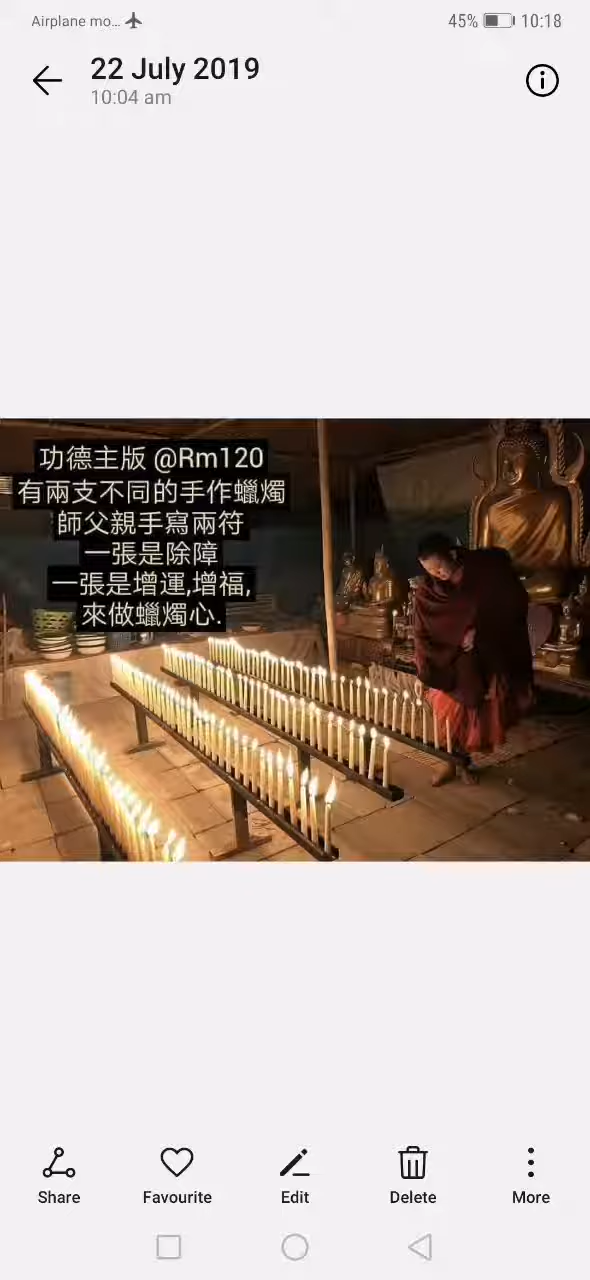 Airplane mo...
45% 10:18
22 July 2019
10:04 am
功德主版 @Rm120
有兩支不同的手作蠟燭
師父親手寫兩符
一張是除障
一張是增運,增福,
來做蠟燭心.
Share Favourite Edit Delete More